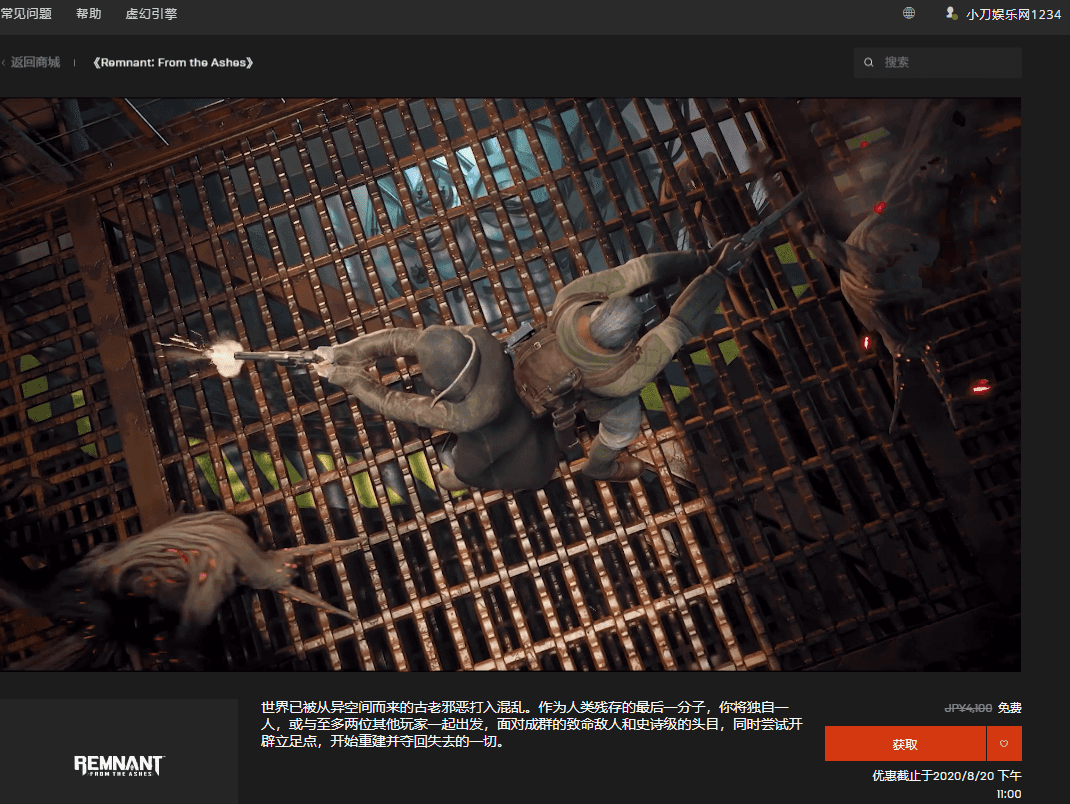 常见问题 帮助 虚幻引擎 小刀娱乐网1234
‹ 返回商城 | 《Remnant: From the Ashes》 搜索
世界已被从异空间而来的古老邪恶打入混乱。作为人类残存的最后一分子，你将独自一
人，或与至多两位其他玩家一起出发，面对成群的致命敌人和史诗级的头目，同时尝试开
辟立足点，开始重建并夺回失去的一切。
JPY4,100 免费
获取
优惠截止于2020/8/20 下午
11:00
REMNANT
FROM THE ASHES